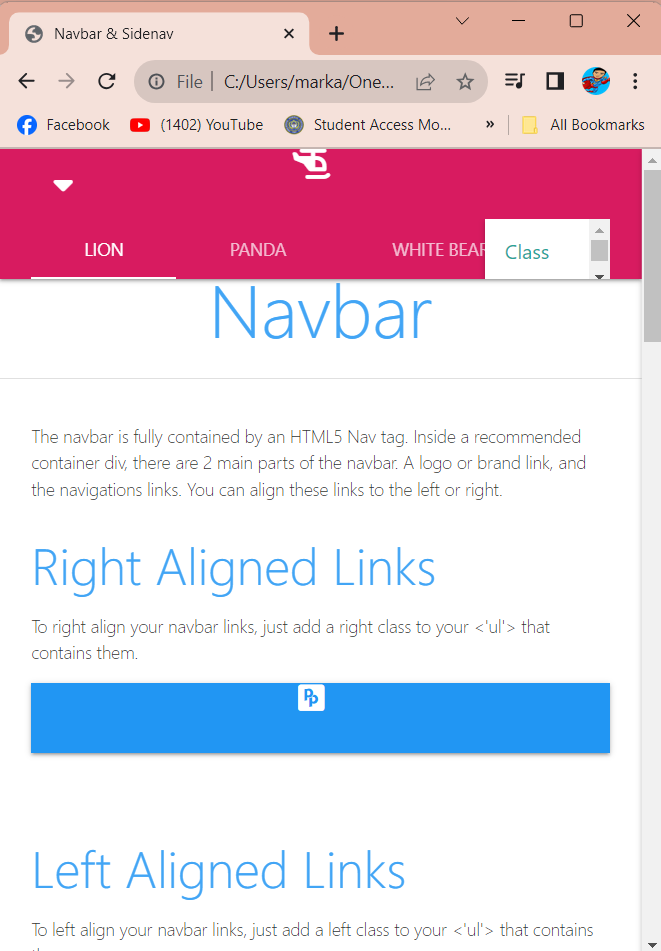 Navbar & Sidenav
File | C:/Users/marka/One...
Facebook (1402) YouTube Student Access Mo... » All Bookmarks
LION PANDA WHITE BEAR Class
Navbar
The navbar is fully contained by an HTML5 Nav tag. Inside a recommended
container div, there are 2 main parts of the navbar. A logo or brand link, and
the navigations links. You can align these links to the left or right.
Right Aligned Links
To right align your navbar links, just add a right class to your <'ul'> that
contains them.
Left Aligned Links
To left align your navbar links, just add a left class to your <'ul'> that contains